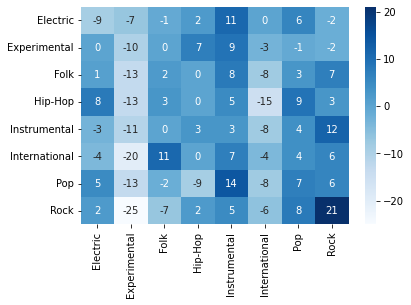 Electric -9 -7 -1 2 11 0 6 -2
Experimental 0 -10 0 7 9 -3 -1 -2
Folk 1 -13 2 0 8 -8 3 7
Hip-Hop 8 -13 3 0 5 -15 9 3
Instrumental -3 -11 0 3 3 -8 4 12
International -4 -20 11 0 7 -4 4 6
Pop 5 -13 -2 -9 14 -8 7 6
Rock 2 -25 -7 2 5 -6 8 21
Electric
Experimental
Folk
Hip-Hop
Instrumental
International
Pop
Rock
20
10
0
−10
−20